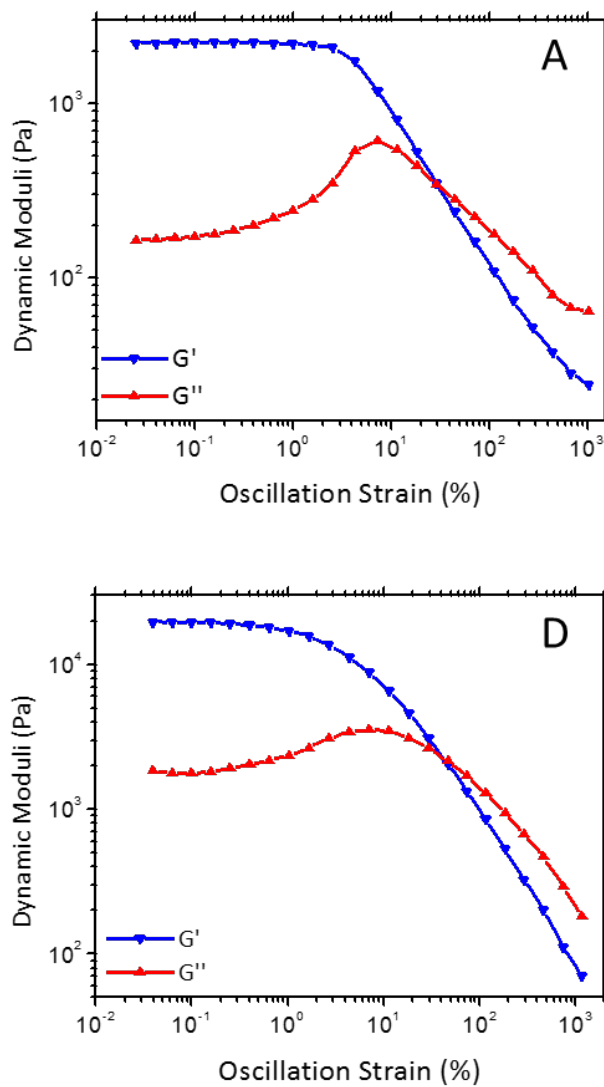 A
Dynamic Moduli (Pa)
10³
10²
G'
G''
10⁻² 10⁻¹ 10⁰ 10¹ 10² 10³
Oscillation Strain (%)
D
Dynamic Moduli (Pa)
10⁴
10³
10²
G'
G''
10⁻² 10⁻¹ 10⁰ 10¹ 10² 10³
Oscillation Strain (%)